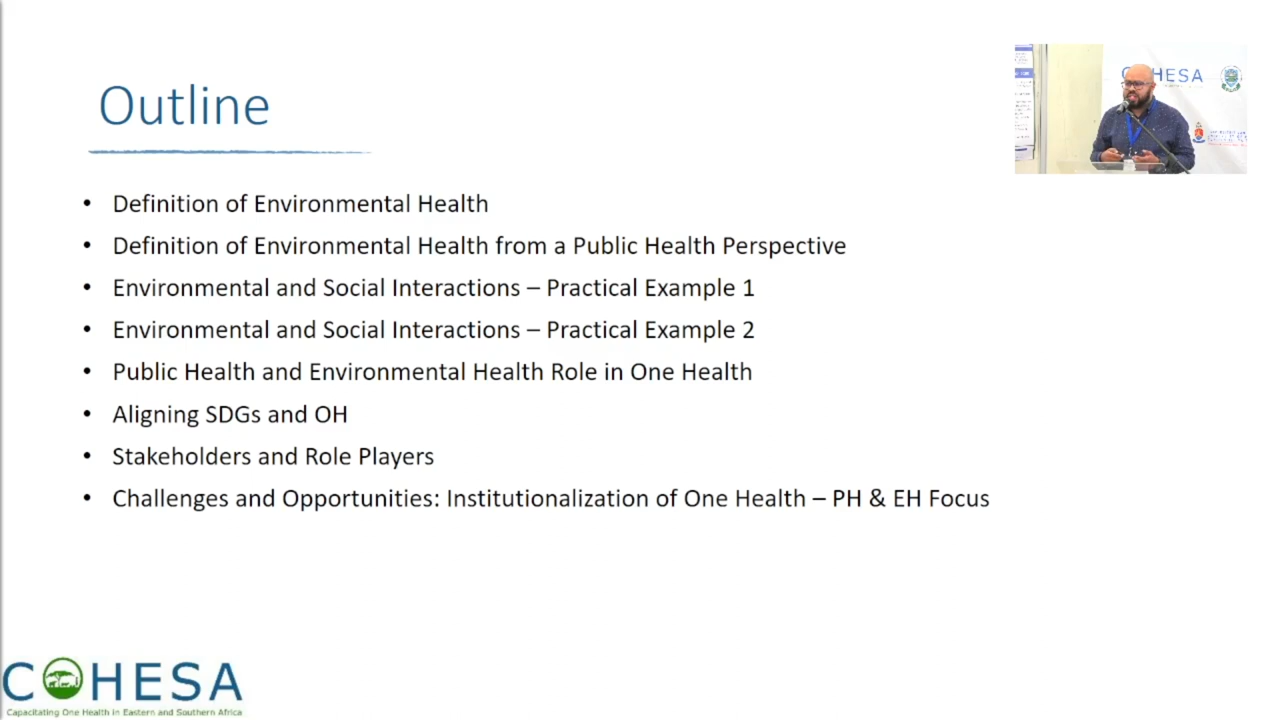 Outline
• Definition of Environmental Health
• Definition of Environmental Health from a Public Health Perspective
• Environmental and Social Interactions – Practical Example 1
• Environmental and Social Interactions – Practical Example 2
• Public Health and Environmental Health Role in One Health
• Aligning SDGs and OH
• Stakeholders and Role Players
• Challenges and Opportunities: Institutionalization of One Health – PH & EH Focus
COHESA
Capacitating One Health in Eastern and Southern Africa